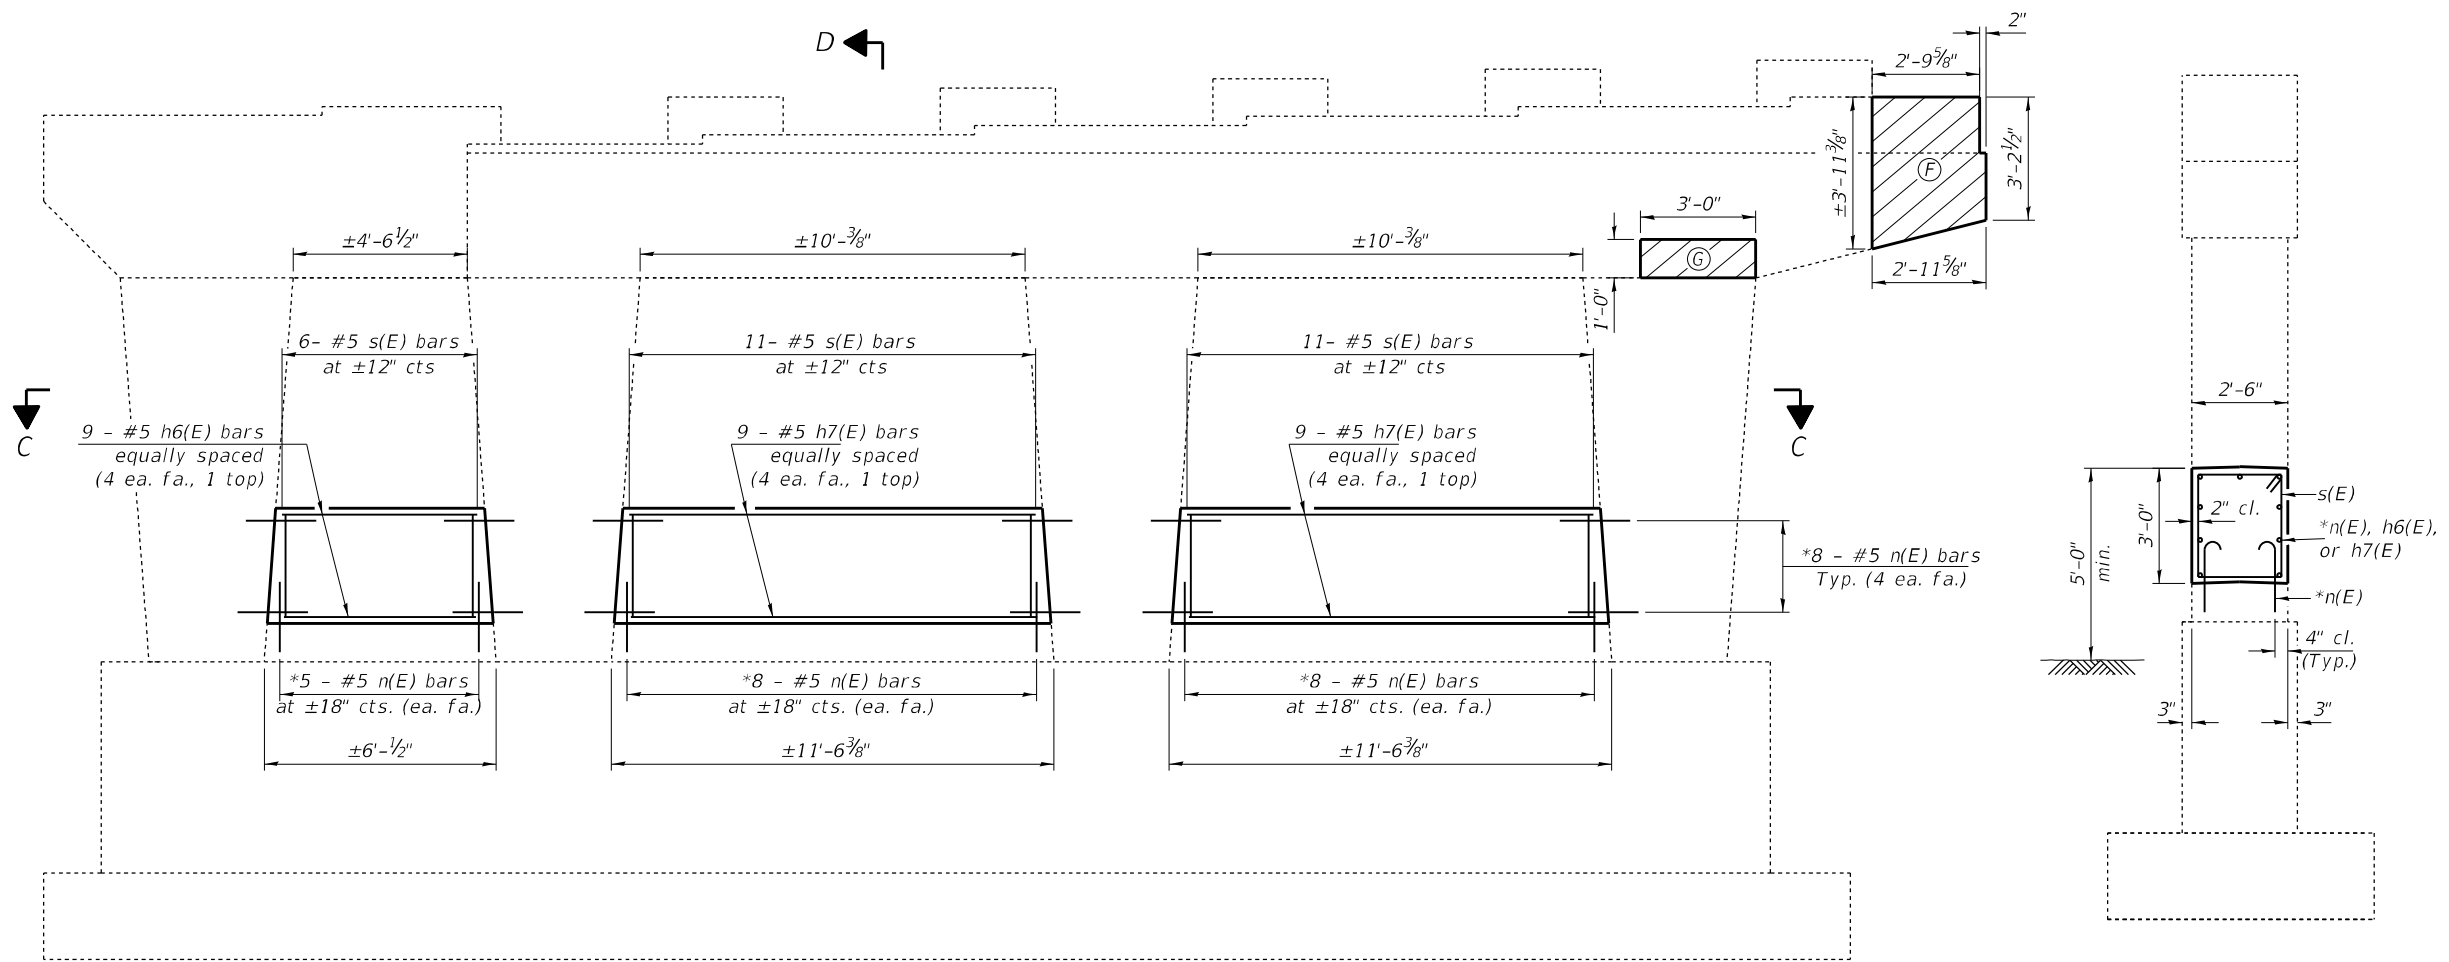 D
2"
2'-9⅝"
±3'-11⅜"
3'-2½"
F
3'-0"
G
1'-0"
2'-11⅝"
±4'-6½"
±10'-⅜"
±10'-⅜"
6- #5 s(E) bars
at ±12" cts
11- #5 s(E) bars
at ±12" cts
11- #5 s(E) bars
at ±12" cts
C
C
9 - #5 h6(E) bars
equally spaced
(4 ea. fa., 1 top)
9 - #5 h7(E) bars
equally spaced
(4 ea. fa., 1 top)
9 - #5 h7(E) bars
equally spaced
(4 ea. fa., 1 top)
*8 - #5 n(E) bars
Typ. (4 ea. fa.)
*5 - #5 n(E) bars
at ±18" cts. (ea. fa.)
*8 - #5 n(E) bars
at ±18" cts. (ea. fa.)
*8 - #5 n(E) bars
at ±18" cts. (ea. fa.)
±6'-½"
±11'-6⅜"
±11'-6⅜"
2'-6"
s(E)
2" cl.
*n(E), h6(E),
or h7(E)
3'-0"
5'-0"
min.
*n(E)
4" cl.
(Typ.)
3"
3"